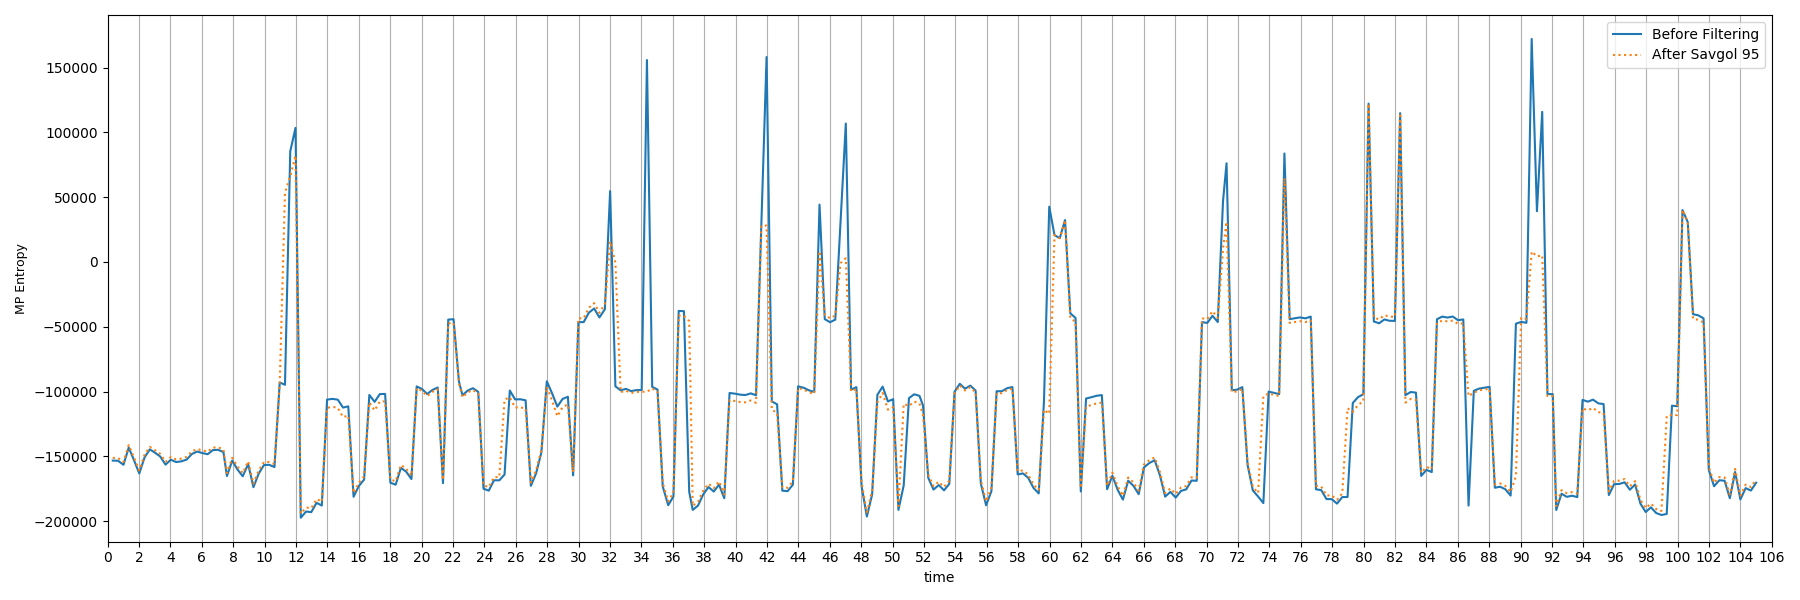 Before Filtering
After Savgol 95
150000
100000
50000
0
−50000
−100000
−150000
−200000
MP Entropy
0 2 4 6 8 10 12 14 16 18 20 22 24 26 28 30 32 34 36 38 40 42 44 46 48 50 52 54 56 58 60 62 64 66 68 70 72 74 76 78 80 82 84 86 88 90 92 94 96 98 100 102 104 106
time